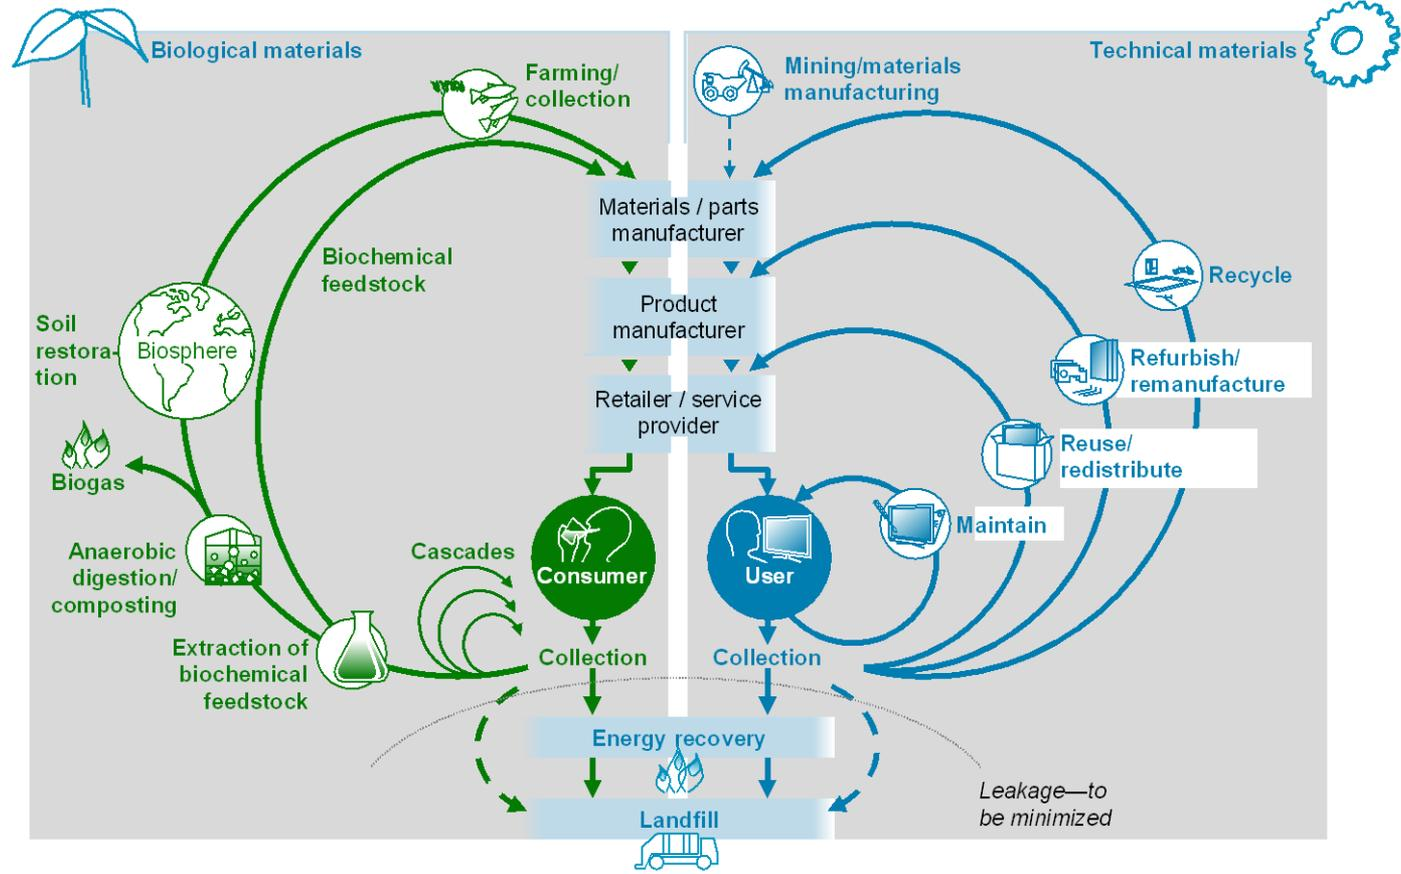 Biological materials
Technical materials
Farming/
collection
Mining/materials
manufacturing
Materials / parts
manufacturer
Biochemical
feedstock
Recycle
Product
manufacturer
Soil
restora-
tion
Biosphere
Refurbish/
remanufacture
Retailer / service
provider
Reuse/
redistribute
Biogas
Maintain
Anaerobic
digestion/
composting
Cascades
Consumer
User
Extraction of
biochemical
feedstock
Collection
Collection
Energy recovery
Leakage—to
be minimized
Landfill